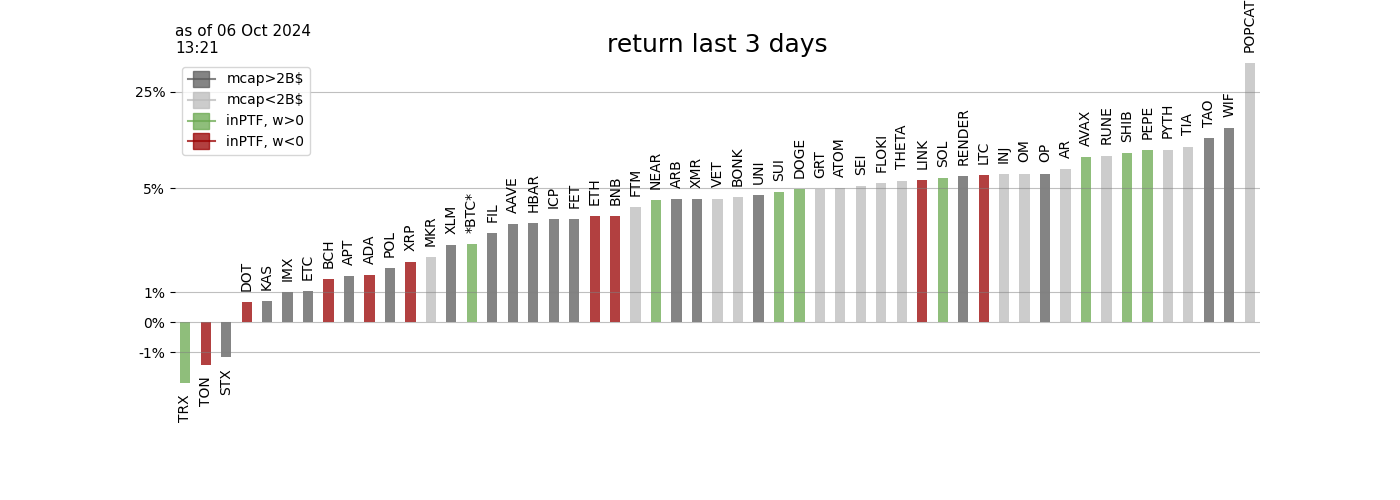 as of 06 Oct 2024
13:21
return last 3 days
mcap>2B$
mcap<2B$
inPTF, w>0
inPTF, w<0
25%
5%
1%
0%
-1%
TRX
TON
STX
DOT
KAS
IMX
ETC
BCH
APT
ADA
POL
XRP
MKR
XLM
*BTC*
FIL
AAVE
HBAR
ICP
FET
ETH
BNB
FTM
NEAR
ARB
XMR
VET
BONK
UNI
SUI
DOGE
GRT
ATOM
SEI
FLOKI
THETA
LINK
SOL
RENDER
LTC
INJ
OM
OP
AR
AVAX
RUNE
SHIB
PEPE
PYTH
TIA
TAO
WIF
POPCAT